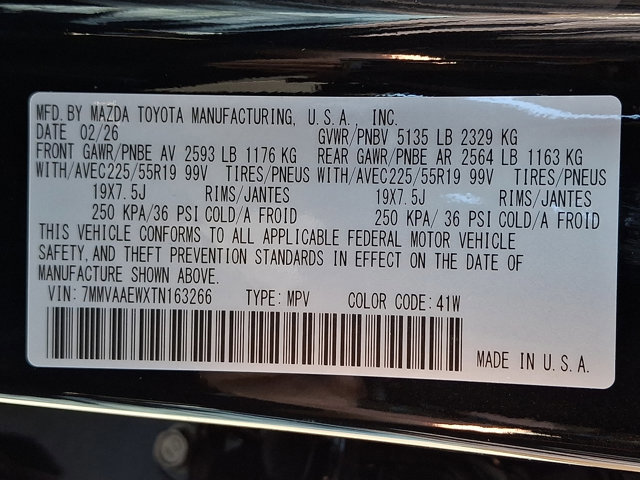 MFD. BY MAZDA TOYOTA MANUFACTURING, U.S.A., INC.
DATE 02/26 GVWR/PNBV 5135 LB 2329 KG
FRONT GAWR/PNBE AV 2593 LB 1176 KG REAR GAWR/PNBE AR 2564 LB 1163 KG
WITH/AVEC225/55R19 99V TIRES/PNEUS WITH/AVEC225/55R19 99V TIRES/PNEUS
19X7.5J RIMS/JANTES 19X7.5J RIMS/JANTES
250 KPA/36 PSI COLD/A FROID 250 KPA/ 36 PSI COLD/A FROID
THIS VEHICLE CONFORMS TO ALL APPLICABLE FEDERAL MOTOR VEHICLE
SAFETY, AND THEFT PREVENTION STANDARDS IN EFFECT ON THE DATE OF
MANUFACTURE SHOWN ABOVE.
VIN: 7MMVAAEWXTN163266 TYPE: MPV COLOR CODE: 41W
MADE IN U.S.A.